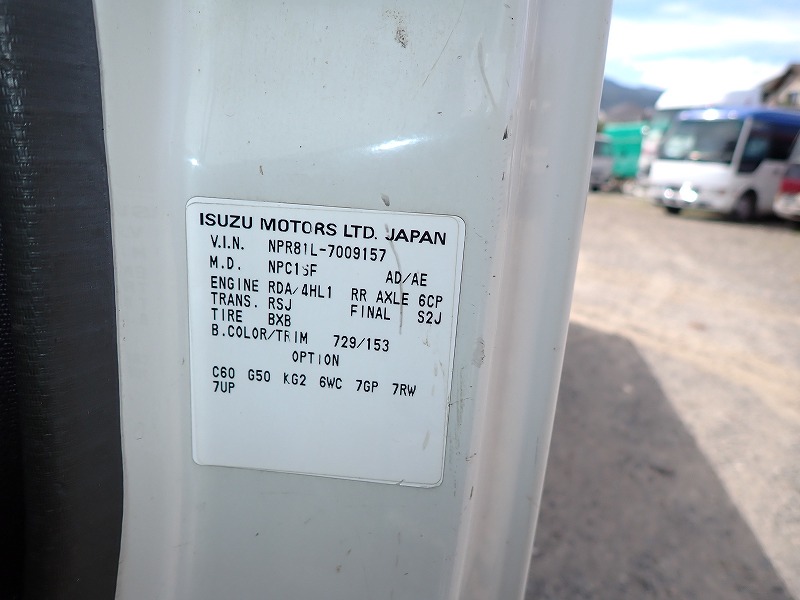 ISUZU MOTORS LTD. JAPAN
V.I.N. NPR81L-7009157
M.D. NPC1SF AD/AE
ENGINE RDA/4HL1 RR AXLE 6CP
TRANS. RSJ FINAL S2J
TIRE BXB
B.COLOR/TRIM 729/153
OPTION
C60 G50 KG2 6WC 7GP 7RW
7UP